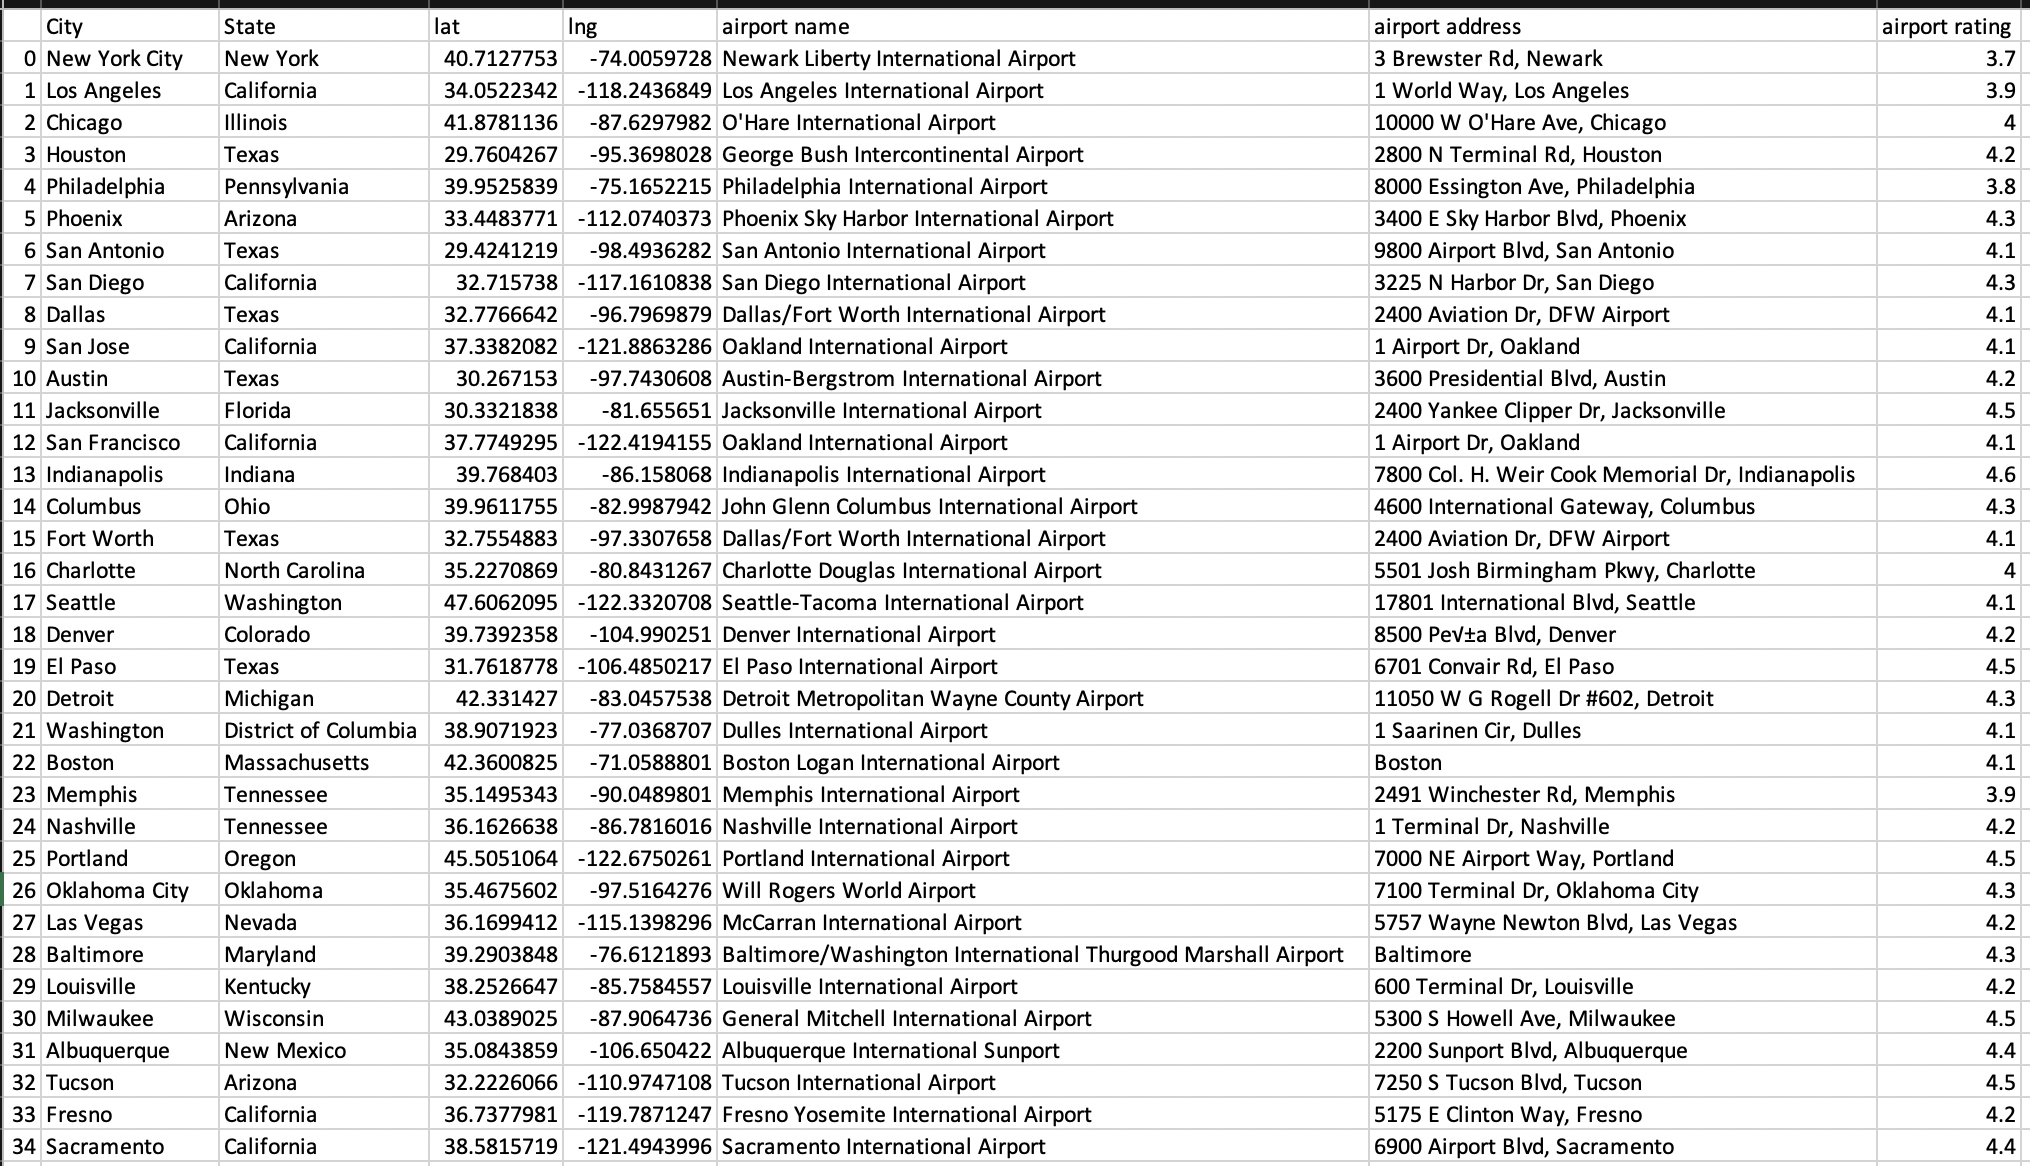 City State lat lng airport name airport address airport rating
0 New York City New York 40.7127753 -74.0059728 Newark Liberty International Airport 3 Brewster Rd, Newark 3.7
1 Los Angeles California 34.0522342 -118.2436849 Los Angeles International Airport 1 World Way, Los Angeles 3.9
2 Chicago Illinois 41.8781136 -87.6297982 O'Hare International Airport 10000 W O'Hare Ave, Chicago 4
3 Houston Texas 29.7604267 -95.3698028 George Bush Intercontinental Airport 2800 N Terminal Rd, Houston 4.2
4 Philadelphia Pennsylvania 39.9525839 -75.1652215 Philadelphia International Airport 8000 Essington Ave, Philadelphia 3.8
5 Phoenix Arizona 33.4483771 -112.0740373 Phoenix Sky Harbor International Airport 3400 E Sky Harbor Blvd, Phoenix 4.3
6 San Antonio Texas 29.4241219 -98.4936282 San Antonio International Airport 9800 Airport Blvd, San Antonio 4.1
7 San Diego California 32.715738 -117.1610838 San Diego International Airport 3225 N Harbor Dr, San Diego 4.3
8 Dallas Texas 32.7766642 -96.7969879 Dallas/Fort Worth International Airport 2400 Aviation Dr, DFW Airport 4.1
9 San Jose California 37.3382082 -121.8863286 Oakland International Airport 1 Airport Dr, Oakland 4.1
10 Austin Texas 30.267153 -97.7430608 Austin-Bergstrom International Airport 3600 Presidential Blvd, Austin 4.2
11 Jacksonville Florida 30.3321838 -81.655651 Jacksonville International Airport 2400 Yankee Clipper Dr, Jacksonville 4.5
12 San Francisco California 37.7749295 -122.4194155 Oakland International Airport 1 Airport Dr, Oakland 4.1
13 Indianapolis Indiana 39.768403 -86.158068 Indianapolis International Airport 7800 Col. H. Weir Cook Memorial Dr, Indianapolis 4.6
14 Columbus Ohio 39.9611755 -82.9987942 John Glenn Columbus International Airport 4600 International Gateway, Columbus 4.3
15 Fort Worth Texas 32.7554883 -97.3307658 Dallas/Fort Worth International Airport 2400 Aviation Dr, DFW Airport 4.1
16 Charlotte North Carolina 35.2270869 -80.8431267 Charlotte Douglas International Airport 5501 Josh Birmingham Pkwy, Charlotte 4
17 Seattle Washington 47.6062095 -122.3320708 Seattle-Tacoma International Airport 17801 International Blvd, Seattle 4.1
18 Denver Colorado 39.7392358 -104.990251 Denver International Airport 8500 Pe√±a Blvd, Denver 4.2
19 El Paso Texas 31.7618778 -106.4850217 El Paso International Airport 6701 Convair Rd, El Paso 4.5
20 Detroit Michigan 42.331427 -83.0457538 Detroit Metropolitan Wayne County Airport 11050 W G Rogell Dr #602, Detroit 4.3
21 Washington District of Columbia 38.9071923 -77.0368707 Dulles International Airport 1 Saarinen Cir, Dulles 4.1
22 Boston Massachusetts 42.3600825 -71.0588801 Boston Logan International Airport Boston 4.1
23 Memphis Tennessee 35.1495343 -90.0489801 Memphis International Airport 2491 Winchester Rd, Memphis 3.9
24 Nashville Tennessee 36.1626638 -86.7816016 Nashville International Airport 1 Terminal Dr, Nashville 4.2
25 Portland Oregon 45.5051064 -122.6750261 Portland International Airport 7000 NE Airport Way, Portland 4.5
26 Oklahoma City Oklahoma 35.4675602 -97.5164276 Will Rogers World Airport 7100 Terminal Dr, Oklahoma City 4.3
27 Las Vegas Nevada 36.1699412 -115.1398296 McCarran International Airport 5757 Wayne Newton Blvd, Las Vegas 4.2
28 Baltimore Maryland 39.2903848 -76.6121893 Baltimore/Washington International Thurgood Marshall Airport Baltimore 4.3
29 Louisville Kentucky 38.2526647 -85.7584557 Louisville International Airport 600 Terminal Dr, Louisville 4.2
30 Milwaukee Wisconsin 43.0389025 -87.9064736 General Mitchell International Airport 5300 S Howell Ave, Milwaukee 4.5
31 Albuquerque New Mexico 35.0843859 -106.650422 Albuquerque International Sunport 2200 Sunport Blvd, Albuquerque 4.4
32 Tucson Arizona 32.2226066 -110.9747108 Tucson International Airport 7250 S Tucson Blvd, Tucson 4.5
33 Fresno California 36.7377981 -119.7871247 Fresno Yosemite International Airport 5175 E Clinton Way, Fresno 4.2
34 Sacramento California 38.5815719 -121.4943996 Sacramento International Airport 6900 Airport Blvd, Sacramento 4.4